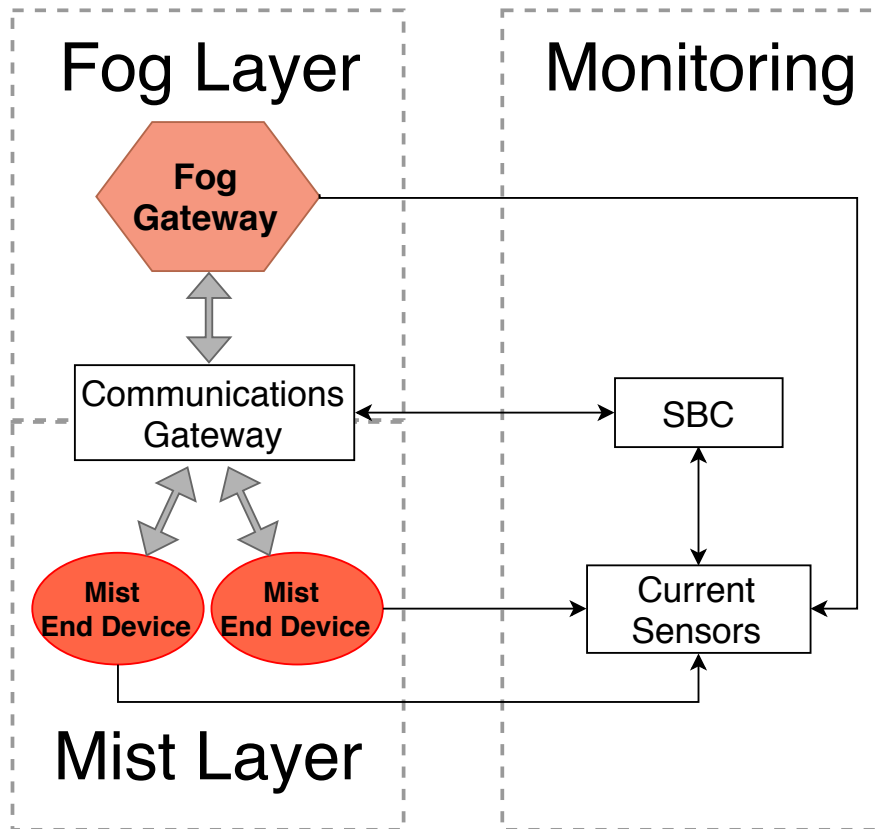 Fog Layer
Monitoring
Fog
Gateway
Communications
Gateway
SBC
Mist
End Device
Mist
End Device
Current
Sensors
Mist Layer